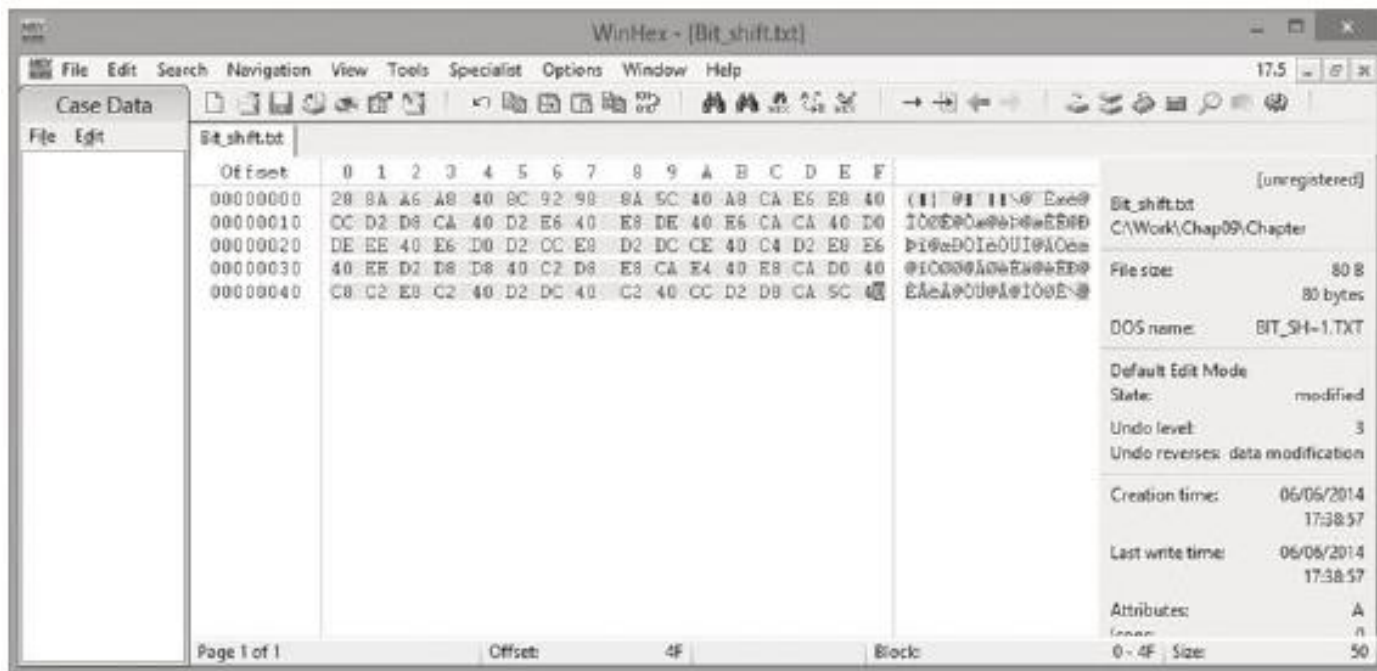 WinHex - [Bit_shift.txt]
File Edit Search Navigation View Tools Specialist Options Window Help 17.5
Case Data
File Edit
Bit_shift.txt
Offset 0 1 2 3 4 5 6 7 8 9 A B C D E F
00000000 28 8A A6 A8 40 8C 92 98 8A 5C 40 A8 CA E6 E8 40
00000010 CC D2 D8 CA 40 D2 E6 40 E8 DE 40 E6 CA CA 40 D0
00000020 DE EE 40 E6 D0 D2 CC E8 D2 DC CE 40 C4 D2 E8 E6
00000030 40 EE D2 D8 D8 40 C2 D8 E8 CA E4 40 E8 CA D0 40
00000040 C8 C2 E8 C2 40 D2 DC 40 C2 40 CC D2 D8 CA 5C
[unregistered]
Bit_shift.txt
C:\Work\Chap09\Chapter
File size: 80 B
80 bytes
DOS name: BIT_SH~1.TXT
Default Edit Mode
State: modified
Undo level: 3
Undo reverses: data modification
Creation time: 06/06/2014
17:38:57
Last write time: 06/06/2014
17:38:57
Attributes: A
Page 1 of 1 Offset: 4F Block: 0 - 4F Size: 50